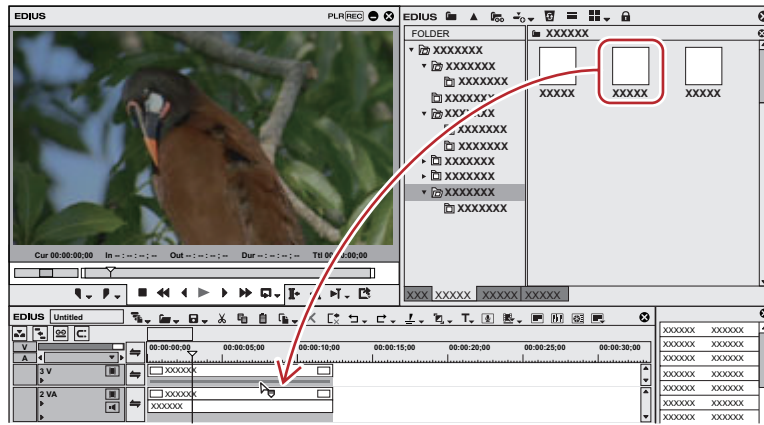 EDIUS PLR REC
Cur 00:00:00;00 In -- : -- : -- ; -- Out -- : -- : -- ; -- Dur -- : -- : -- ; -- Ttl 00:00:00;00
EDIUS
FOLDER
XXXXXXX
XXXXXXX
XXXXXXX
XXXXXXX
XXXXXXX
XXXXXXX
XXXXXXX
XXXXXXX
XXXXXXX
XXXXXXX
XXXXXXX
XXXXXX
XXXXX XXXXX XXXXX
XXX XXXXX XXXXX XXXXX
EDIUS Untitled
V
A
00:00:00;00 00:00:05;00 00:00:10;00 00:00:15;00 00:00:20;00 00:00:25;00 00:00:30;00
3 V
XXXXXX
2 VA
XXXXXX
XXXXXX
XXXXXX XXXXXX
XXXXXX XXXXXX
XXXXXX XXXXXX
XXXXXX XXXXXX
XXXXXX XXXXXX
XXXXXX XXXXXX
XXXXXX XXXXXX